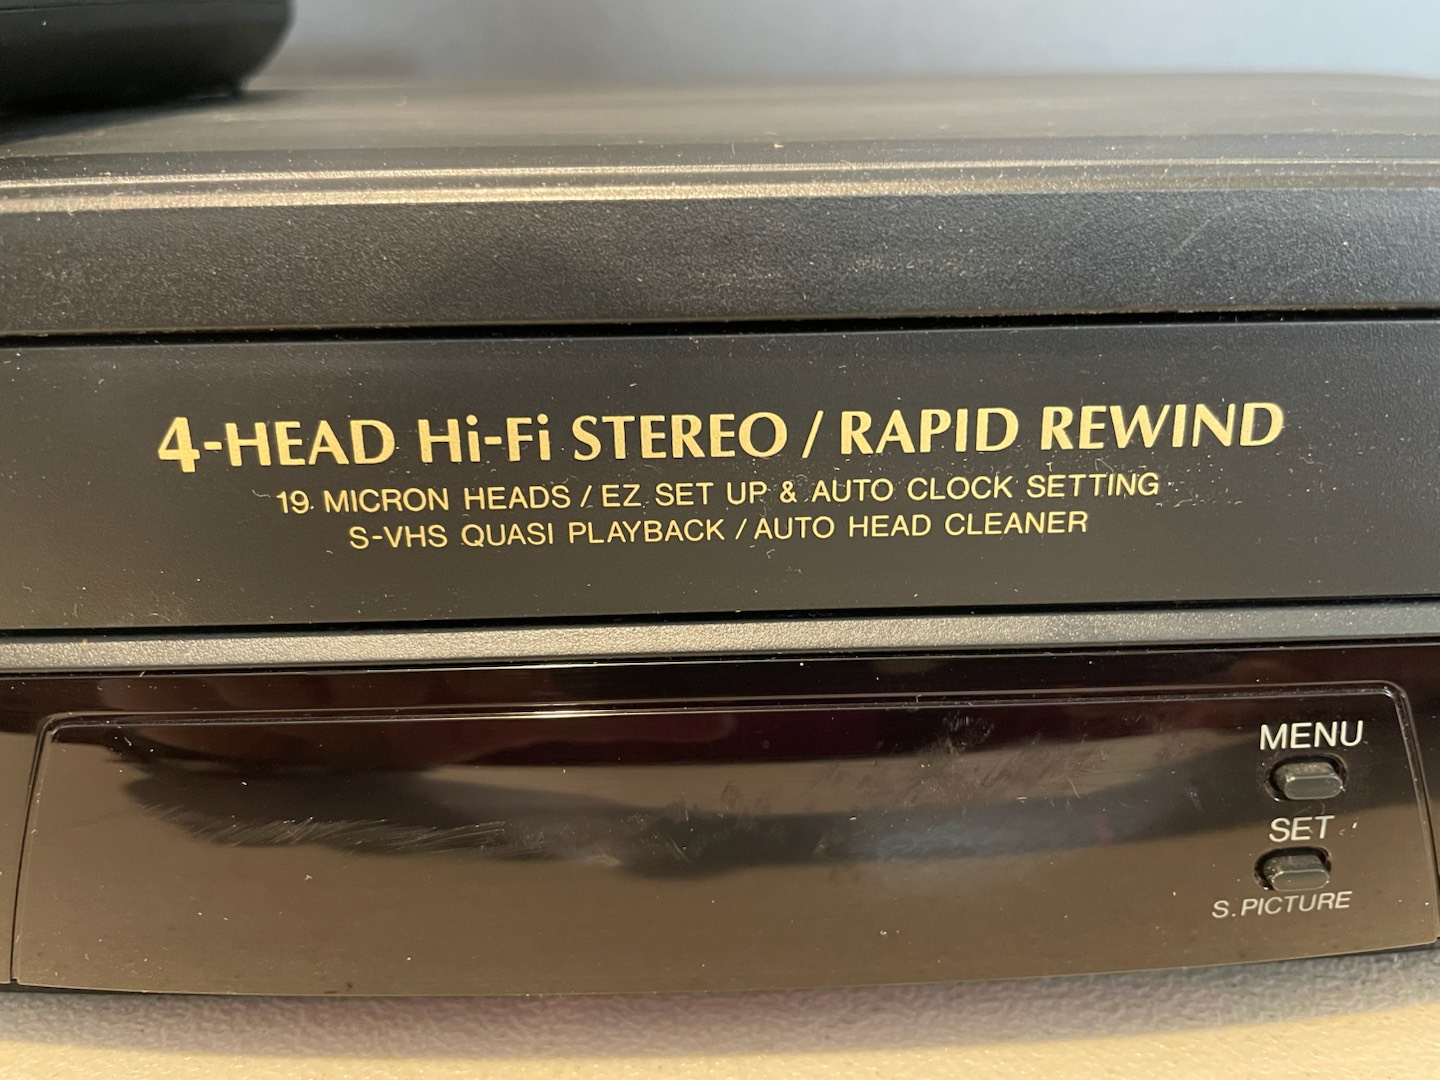 4-HEAD Hi-Fi STEREO / RAPID REWIND
19 MICRON HEADS / EZ SET UP & AUTO CLOCK SETTING
S-VHS QUASI PLAYBACK / AUTO HEAD CLEANER
MENU
SET
S.PICTURE